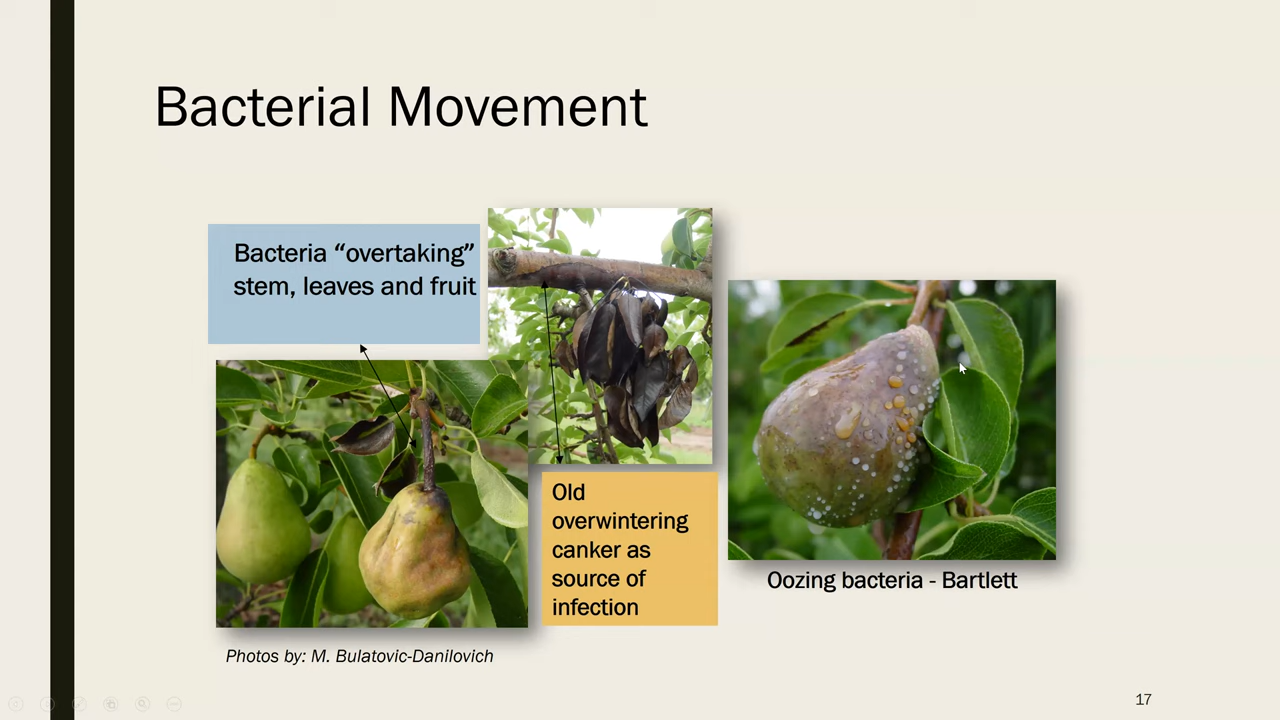 Bacterial Movement
Bacteria “overtaking”
stem, leaves and fruit
Old
overwintering
canker as
source of
infection
Oozing bacteria - Bartlett
Photos by: M. Bulatovic-Danilovich
17